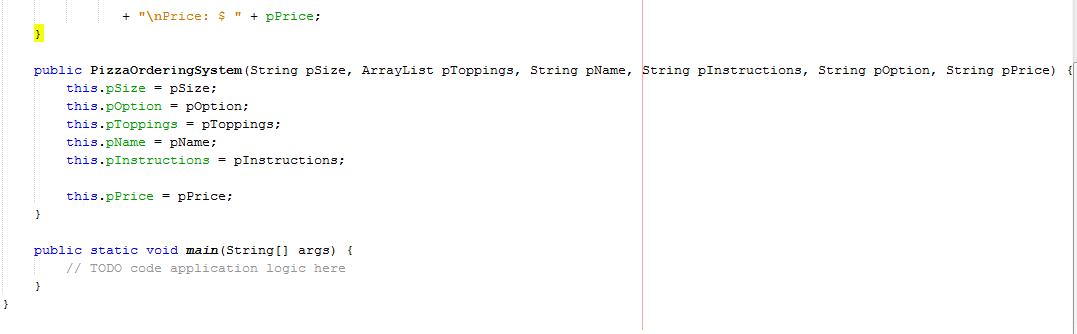 + "\nPrice: $ " + pPrice;
}
public PizzaOrderingSystem(String pSize, ArrayList pToppings, String pName, String pInstructions, String pOption, String pPrice) {
this.pSize = pSize;
this.pOption = pOption;
this.pToppings = pToppings;
this.pName = pName;
this.pInstructions = pInstructions;
this.pPrice = pPrice;
}
public static void main(String[] args) {
// TODO code application logic here
}
}